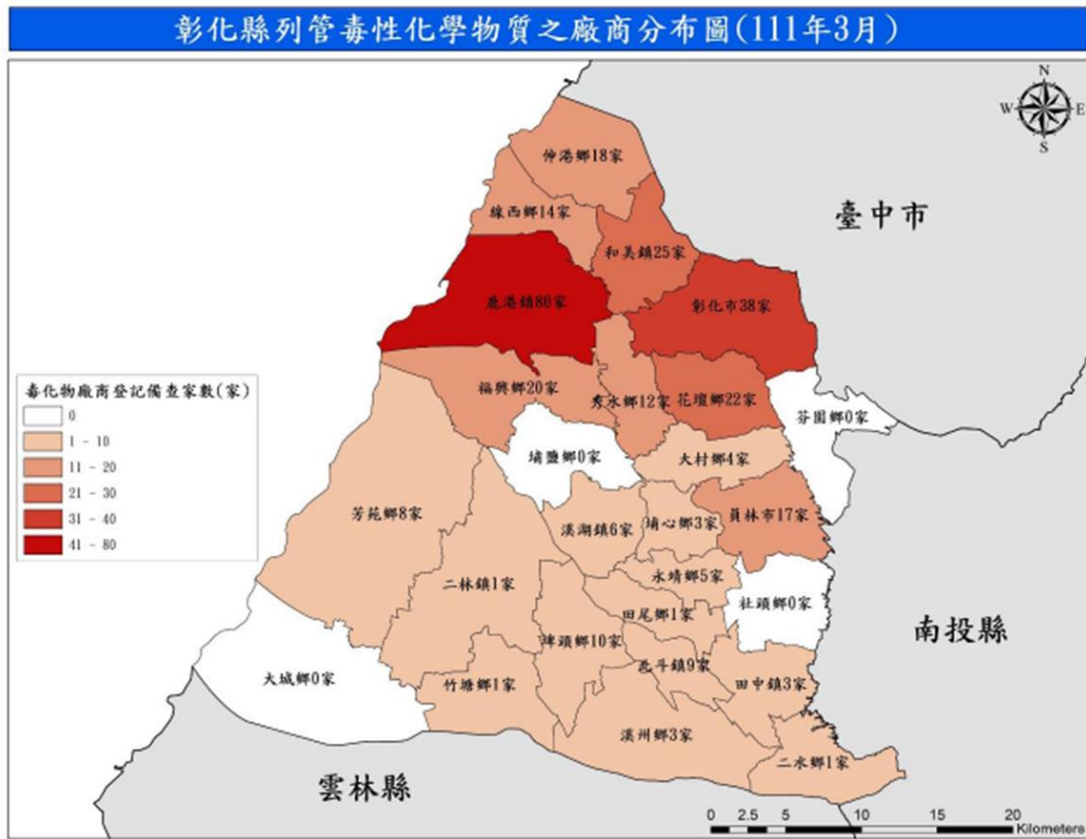 彰化縣列管毒性化學物質之廠商分布圖(111年3月)
N
W
E
S
伸港鄉18家
臺中市
線西鄉14家
和美鎮25家
鹿港鎮80家
彰化市38家
毒化物廠商登記備查家數(家)
0
1 - 10
11 - 20
21 - 30
31 - 40
41 - 80
福興鄉20家
秀水鄉12家
花壇鄉22家
芬園鄉0家
埔鹽鄉0家
大村鄉4家
芳苑鄉8家
溪湖鎮6家
埔心鄉3家
員林市17家
二林鎮1家
永靖鄉5家
社頭鄉0家
田尾鄉1家
南投縣
埤頭鄉10家
北斗鎮9家
大城鄉0家
竹塘鄉1家
田中鎮3家
溪州鄉3家
二水鄉1家
雲林縣
0 2.5 5 10 15 20
Kilometers